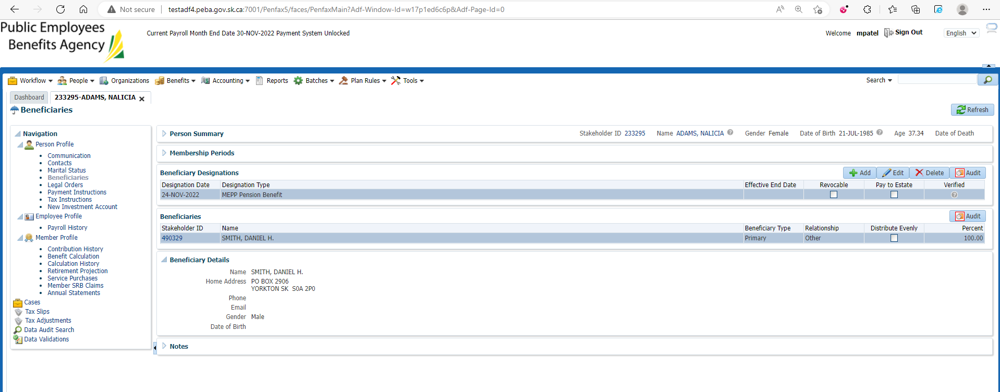 Not secure testadf4.peba.gov.sk.ca:7001/Penfax5/faces/PenfaxMain?Adf-Window-Id=w17p1ed6c6p&Adf-Page-Id=0
Public Employees
Benefits Agency
Current Payroll Month End Date 30-NOV-2022 Payment System Unlocked
Welcome mpatel Sign Out English
Workflow People Organizations Benefits Accounting Reports Batches Plan Rules Tools Search
Dashboard 233295-ADAMS, NALICIA
Beneficiaries
Refresh
Navigation
Person Profile
Communication
Contacts
Marital Status
Beneficiaries
Legal Orders
Payment Instructions
Tax Instructions
New Investment Account
Employee Profile
Payroll History
Member Profile
Contribution History
Benefit Calculation
Calculation History
Retirement Projection
Service Purchases
Member SRB Claims
Annual Statements
Cases
Tax Slips
Tax Adjustments
Data Audit Search
Data Validations
Person Summary Stakeholder ID 233295 Name ADAMS, NALICIA Gender Female Date of Birth 21-JUL-1985 Age 37.34 Date of Death
Membership Periods
Beneficiary Designations Add Edit Delete Audit
Designation Date Designation Type Effective End Date Revocable Pay to Estate Verified
24-NOV-2022 MEPP Pension Benefit
Beneficiaries Audit
Stakeholder ID Name Beneficiary Type Relationship Distribute Evenly Percent
490329 SMITH, DANIEL H. Primary Other 100.00
Beneficiary Details
Name SMITH, DANIEL H.
Home Address PO BOX 2906
YORKTON SK S0A 2P0
Phone
Email
Gender Male
Date of Birth
Notes